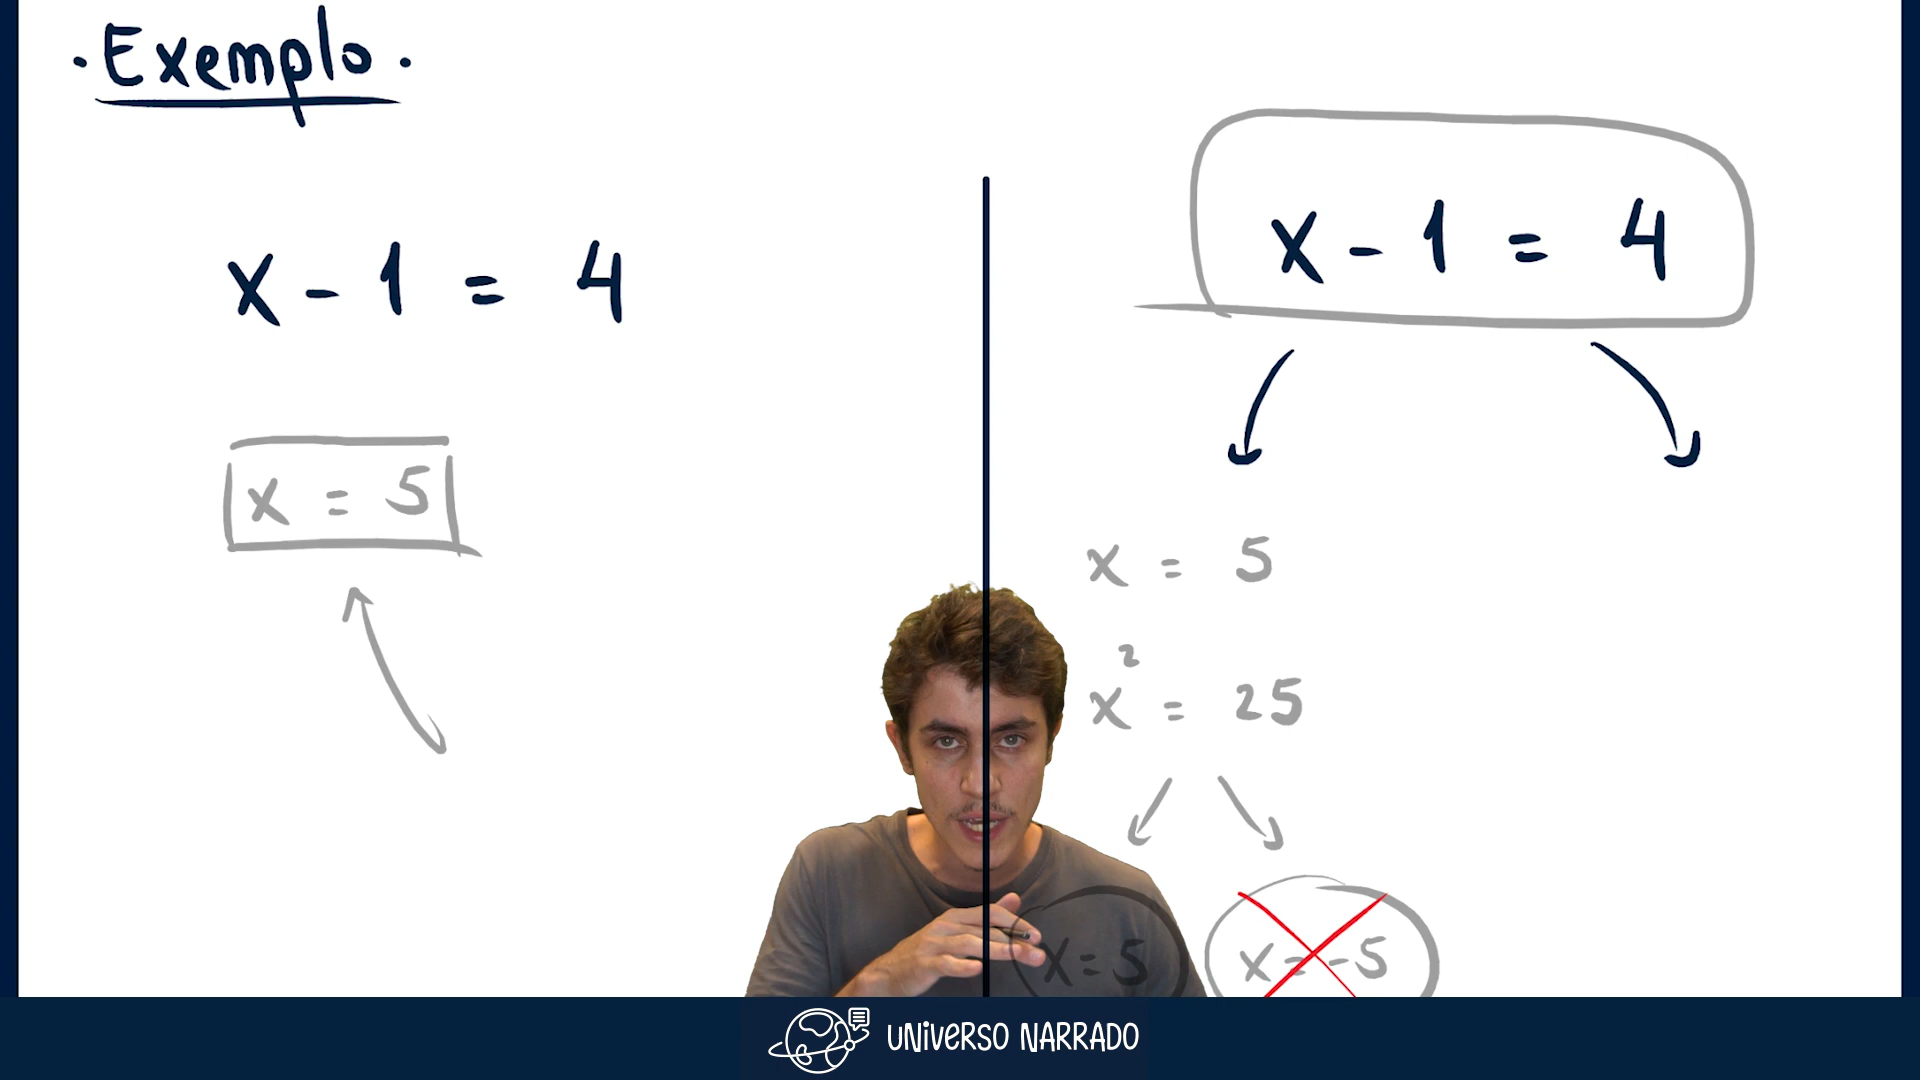 . Exemplo .
x - 1 = 4
x = 5
x - 1 = 4
x = 5
x² = 25
x = 5
x = -5
UNIVERSO NARRADO